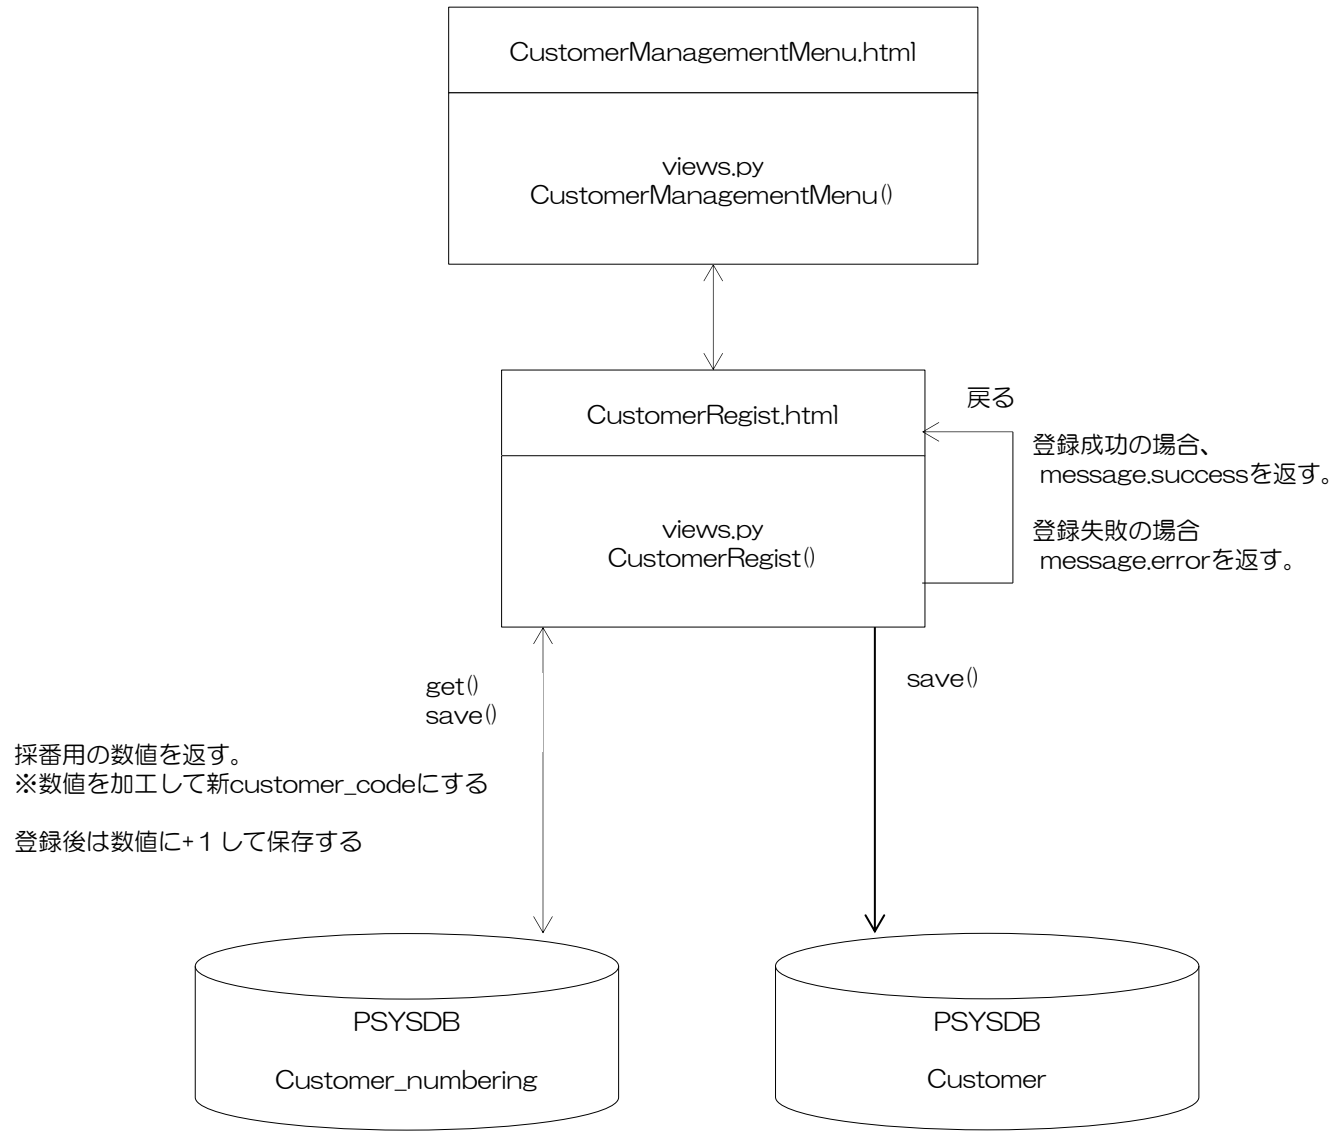 CustomerManagementMenu.html
views.py
CustomerManagementMenu()
CustomerRegist.html
戻る
登録成功の場合、
message.successを返す。
登録失敗の場合
message.errorを返す。
views.py
CustomerRegist()
get()
save()
save()
採番用の数値を返す。
※数値を加工して新customer_codeにする
登録後は数値に+１して保存する
PSYSDB
Customer_numbering
PSYSDB
Customer